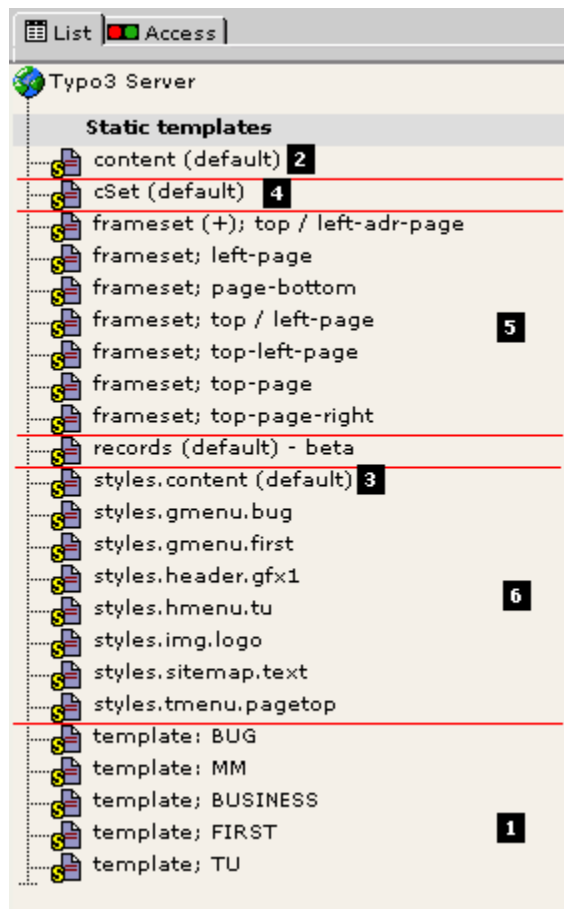 List Access
Typo3 Server
Static templates
content (default) 2
cSet (default) 4
frameset (+); top / left-adr-page
frameset; left-page
frameset; page-bottom
frameset; top / left-page
5
frameset; top-left-page
frameset; top-page
frameset; top-page-right
records (default) - beta
styles.content (default) 3
styles.gmenu.bug
styles.gmenu.first
styles.header.gfx1
6
styles.hmenu.tu
styles.img.logo
styles.sitemap.text
styles.tmenu.pagetop
template; BUG
template; MM
template; BUSINESS
template; FIRST 1
template; TU